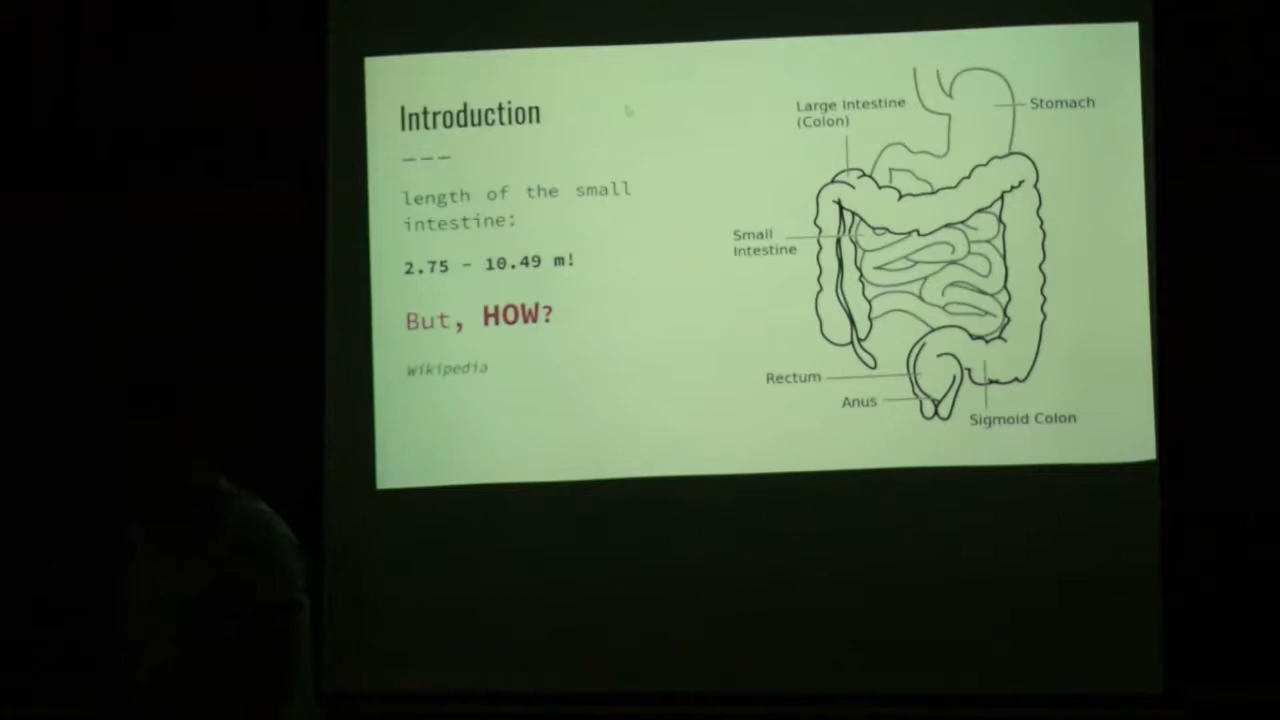 Introduction
---
length of the small
intestine:
2.75 - 10.49 m!
But, HOW?
Wikipedia
Large Intestine
(Colon)
Stomach
Small
Intestine
Rectum
Anus
Sigmoid Colon